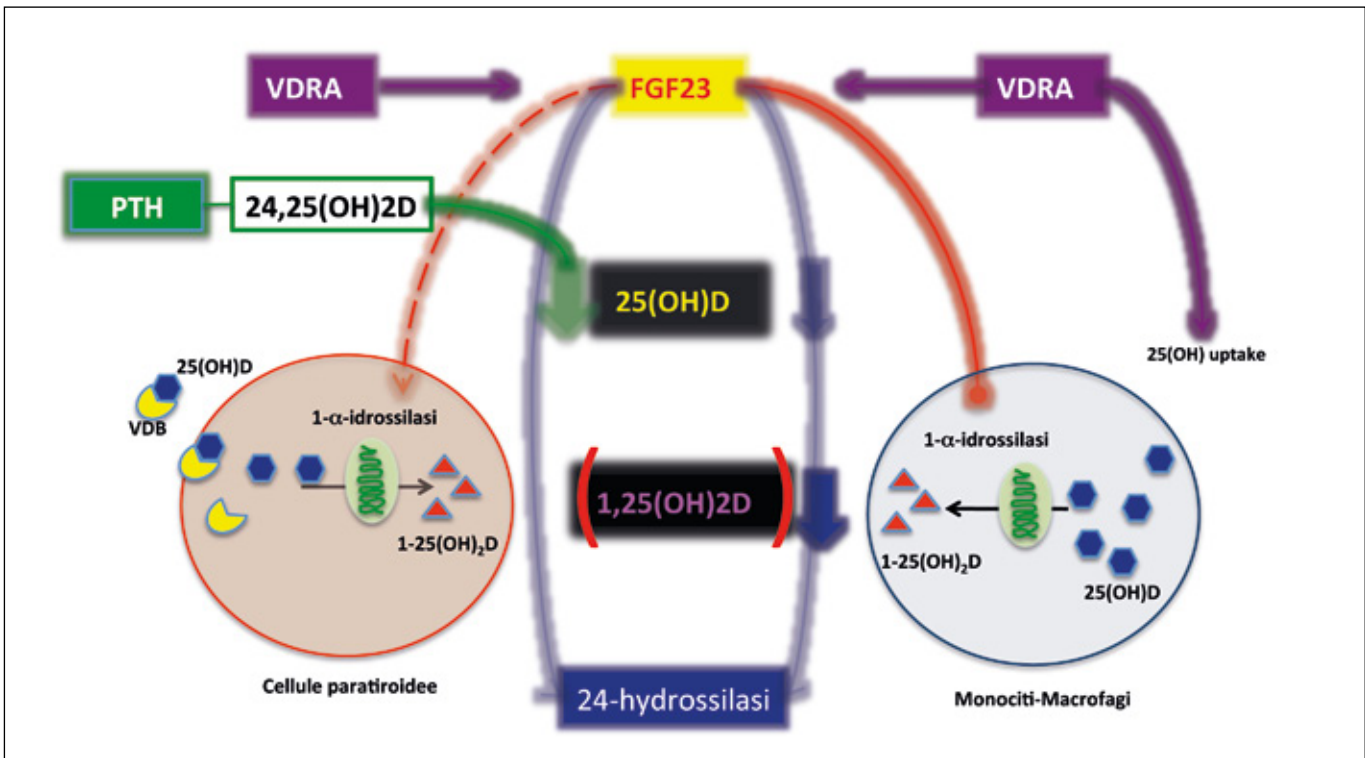 VDRA
FGF23
VDRA
PTH
24,25(OH)2D
25(OH)D
25(OH) uptake
25(OH)D
VDB
1-α-idrossilasi
1-25(OH)₂D
Cellule paratiroidee
1,25(OH)2D
1-α-idrossilasi
1-25(OH)₂D
25(OH)D
Monociti-Macrofagi
24-hydrossilasi